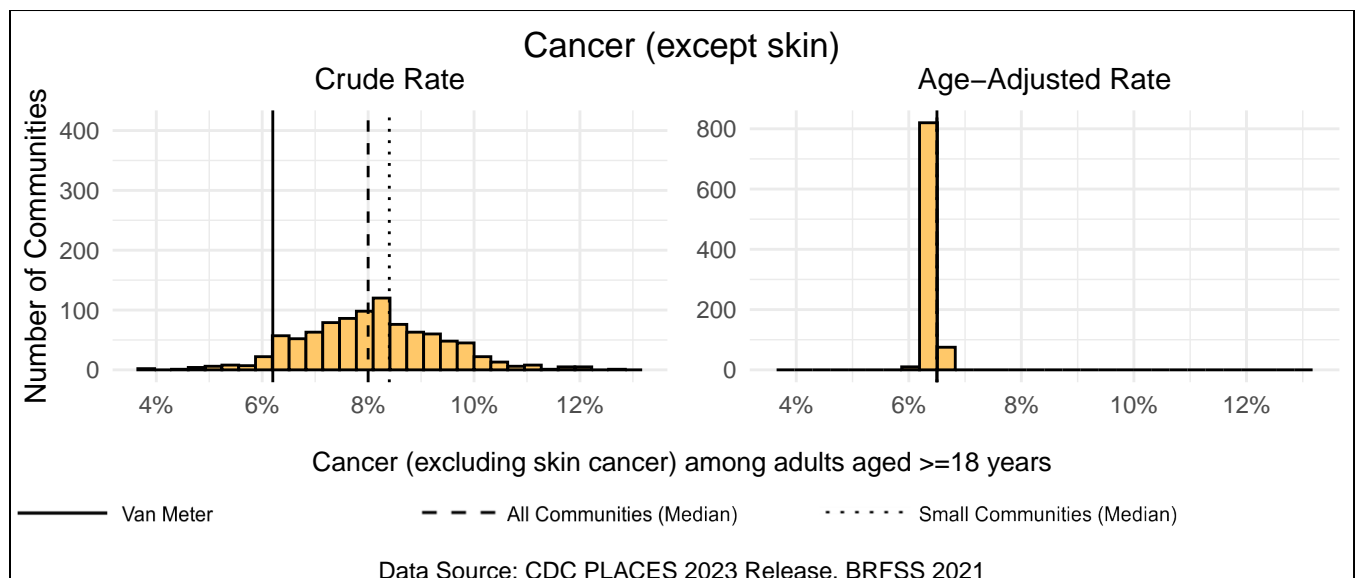 Cancer (except skin)
Crude Rate
Age−Adjusted Rate
Number of Communities
400
300
200
100
0
4%
6%
8%
10%
12%
800
600
400
200
0
4%
6%
8%
10%
12%
Cancer (excluding skin cancer) among adults aged >=18 years
Van Meter
All Communities (Median)
Small Communities (Median)
Data Source: CDC PLACES 2023 Release, BRFSS 2021